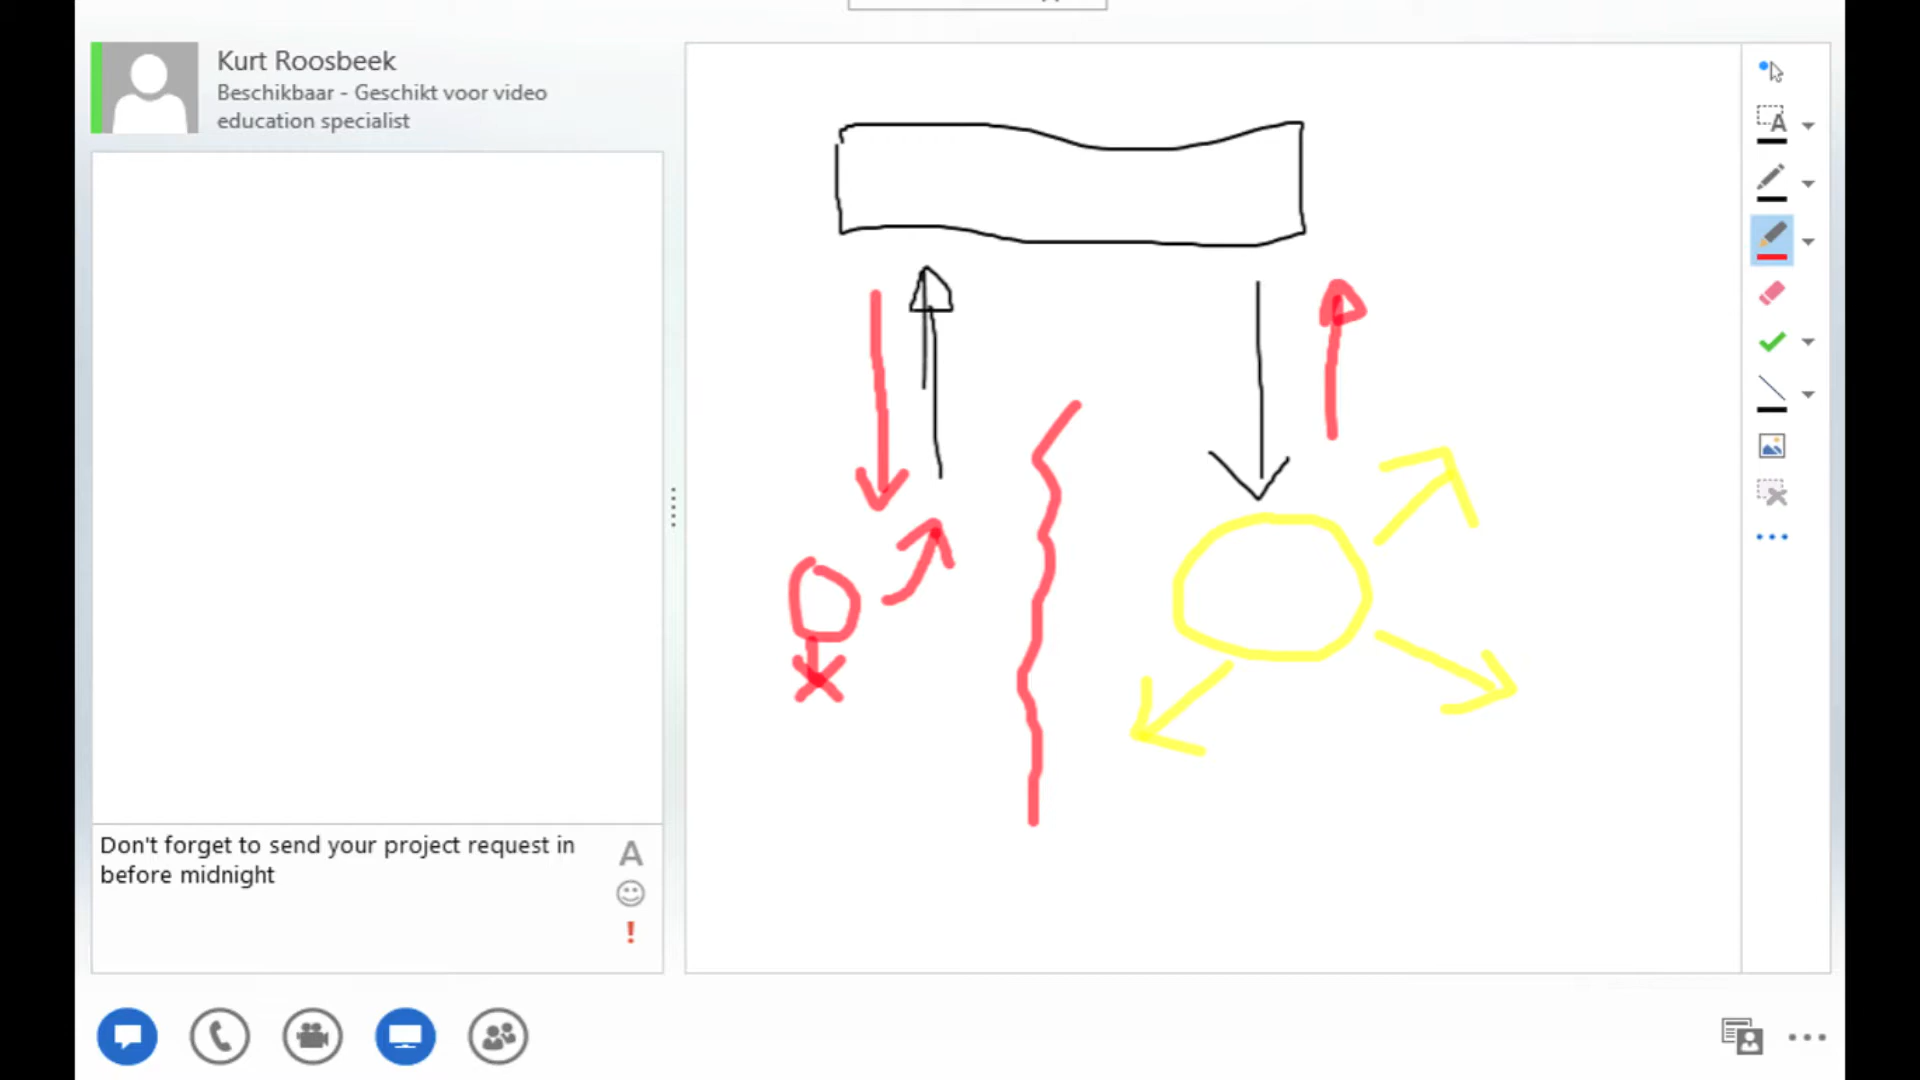 Kurt Roosbeek
Beschikbaar - Geschikt voor video
education specialist
A
Don't forget to send your project request in
before midnight
A
!